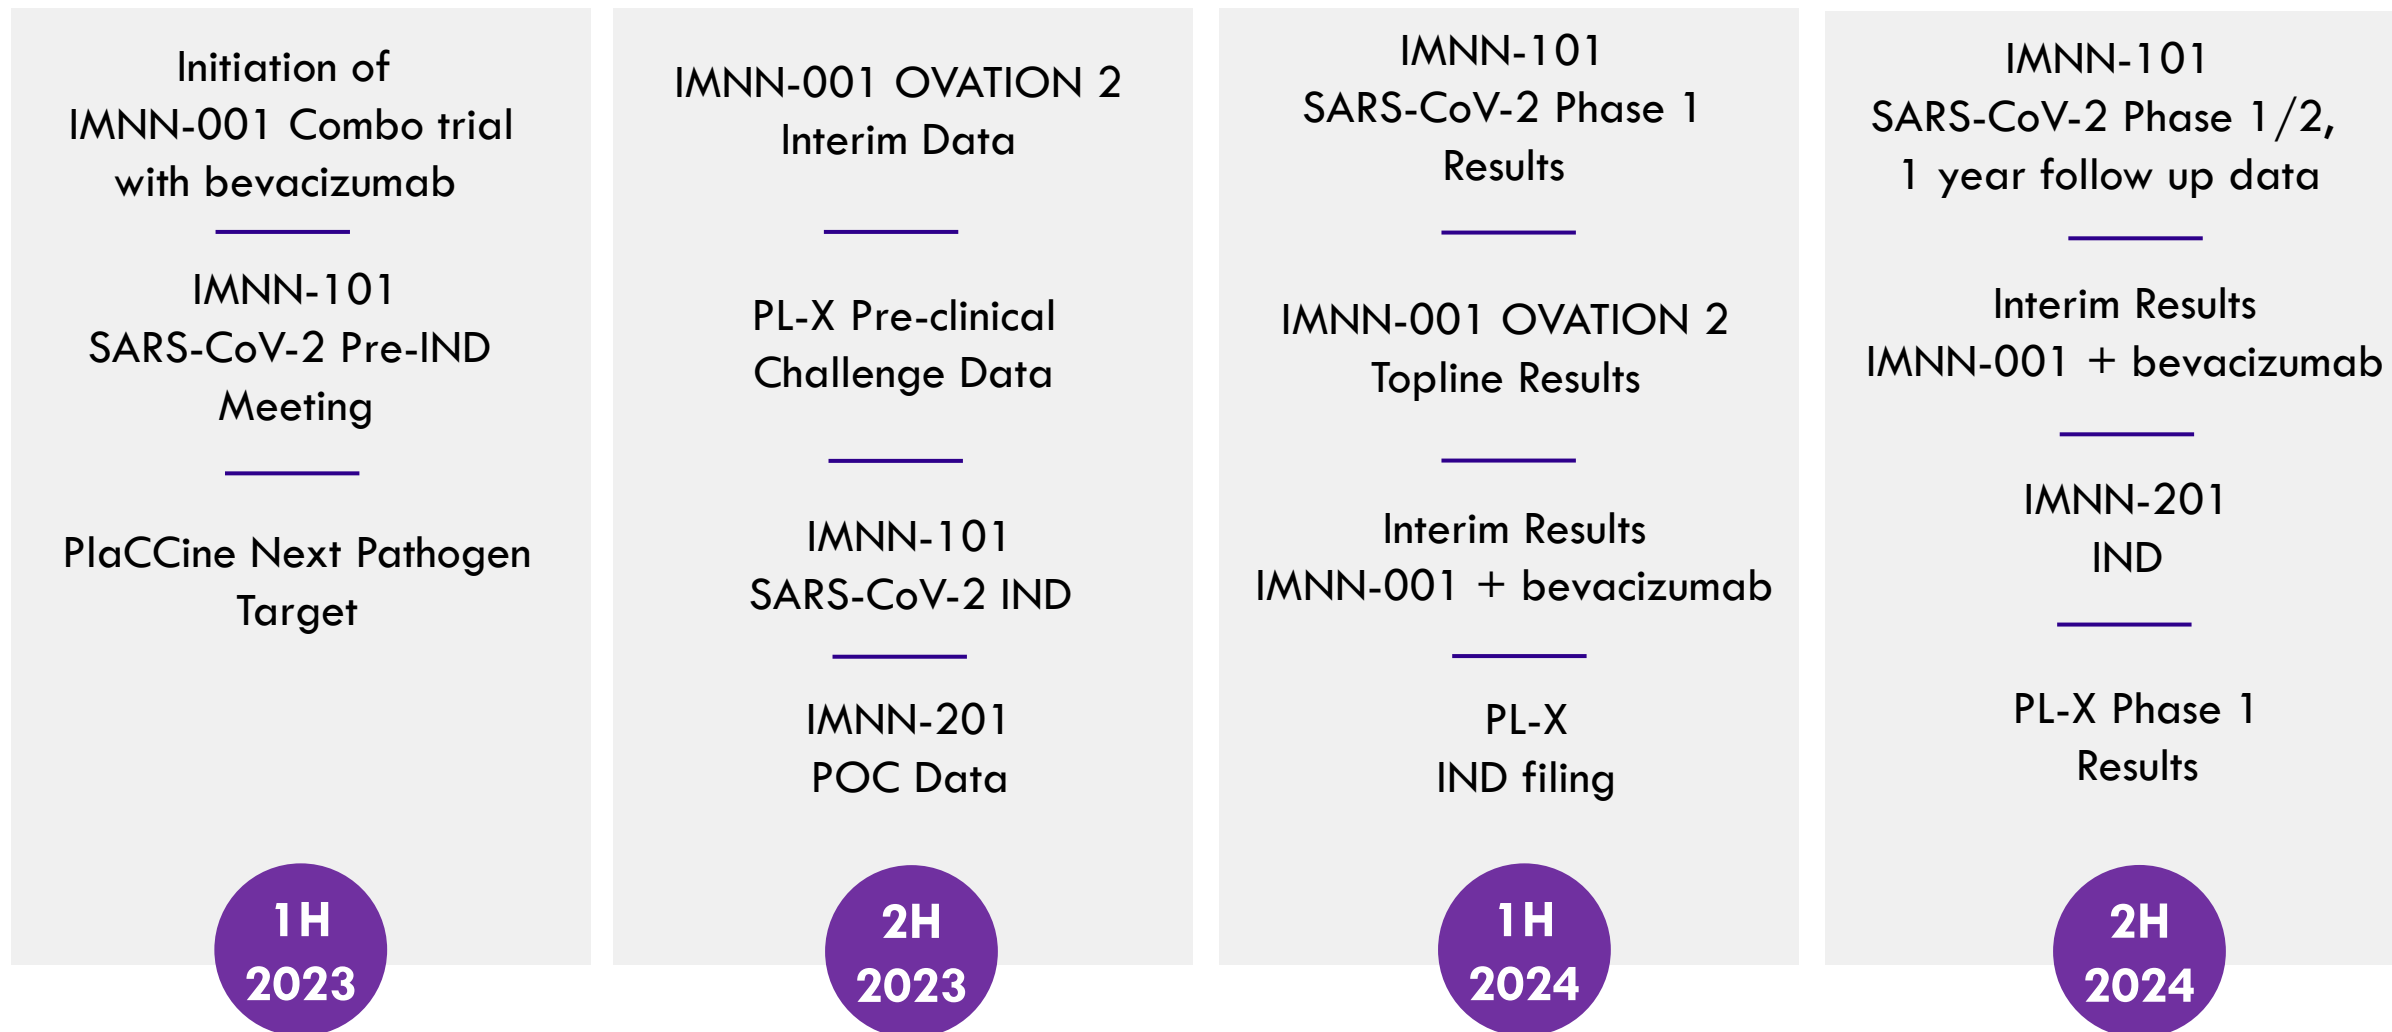 Initiation of
IMNN-001 Combo trial
with bevacizumab
IMNN-101
SARS-CoV-2 Pre-IND
Meeting
PlaCCine Next Pathogen
Target
1H
2023
IMNN-001 OVATION 2
Interim Data
PL-X Pre-clinical
Challenge Data
IMNN-101
SARS-CoV-2 IND
IMNN-201
POC Data
2H
2023
IMNN-101
SARS-CoV-2 Phase 1
Results
IMNN-001 OVATION 2
Topline Results
Interim Results
IMNN-001 + bevacizumab
PL-X
IND filing
1H
2024
IMNN-101
SARS-CoV-2 Phase 1/2,
1 year follow up data
Interim Results
IMNN-001 + bevacizumab
IMNN-201
IND
PL-X Phase 1
Results
2H
2024